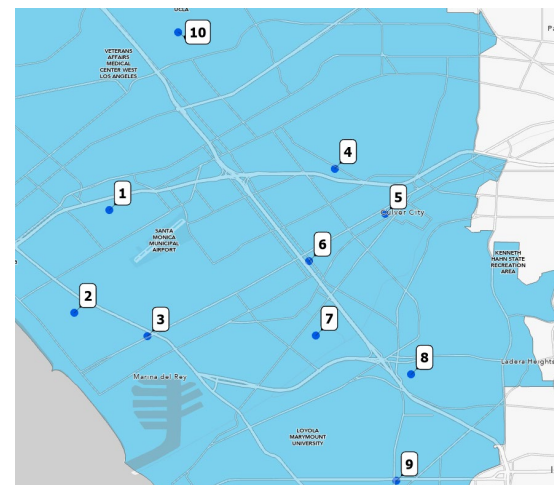 UCLA
10
VETERANS
AFFAIRS
MEDICAL
CENTER WEST
LOS ANGELES
4
1
5
Culver City
SANTA
MONICA
MUNICIPAL
AIRPORT
6
KENNETH
HAHN STATE
RECREATION
AREA
2
3
7
8
Ladera Heights
Marina del Rey
LOYOLA
MARYMOUNT
UNIVERSITY
9